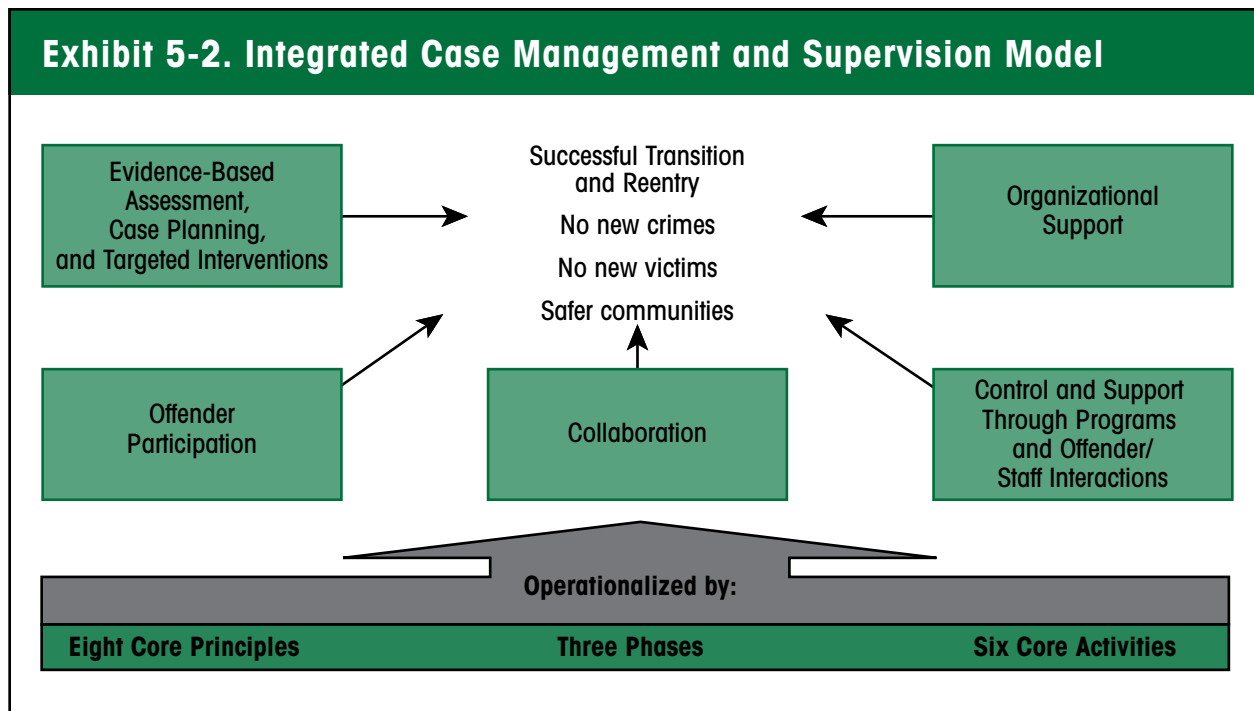 Exhibit 5-2. Integrated Case Management and Supervision Model
Evidence-Based
Assessment,
Case Planning,
and Targeted Interventions
Successful Transition
and Reentry
No new crimes
No new victims
Safer communities
Organizational
Support
Offender
Participation
Collaboration
Control and Support
Through Programs
and Offender/
Staff Interactions
Operationalized by:
Eight Core Principles
Three Phases
Six Core Activities